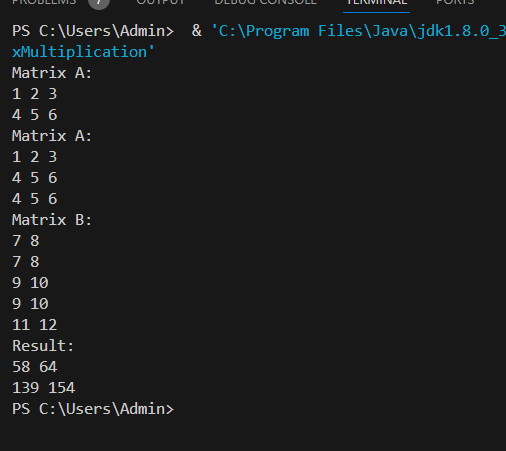 PROBLEMS 7 OUTPUT DEBUG CONSOLE TERMINAL PORTS
PS C:\Users\Admin>  & 'C:\Program Files\Java\jdk1.8.0_3
xMultiplication'
Matrix A:
1 2 3
4 5 6
Matrix A:
1 2 3
4 5 6
4 5 6
Matrix B:
7 8
7 8
9 10
9 10
11 12
Result:
58 64
139 154
PS C:\Users\Admin>